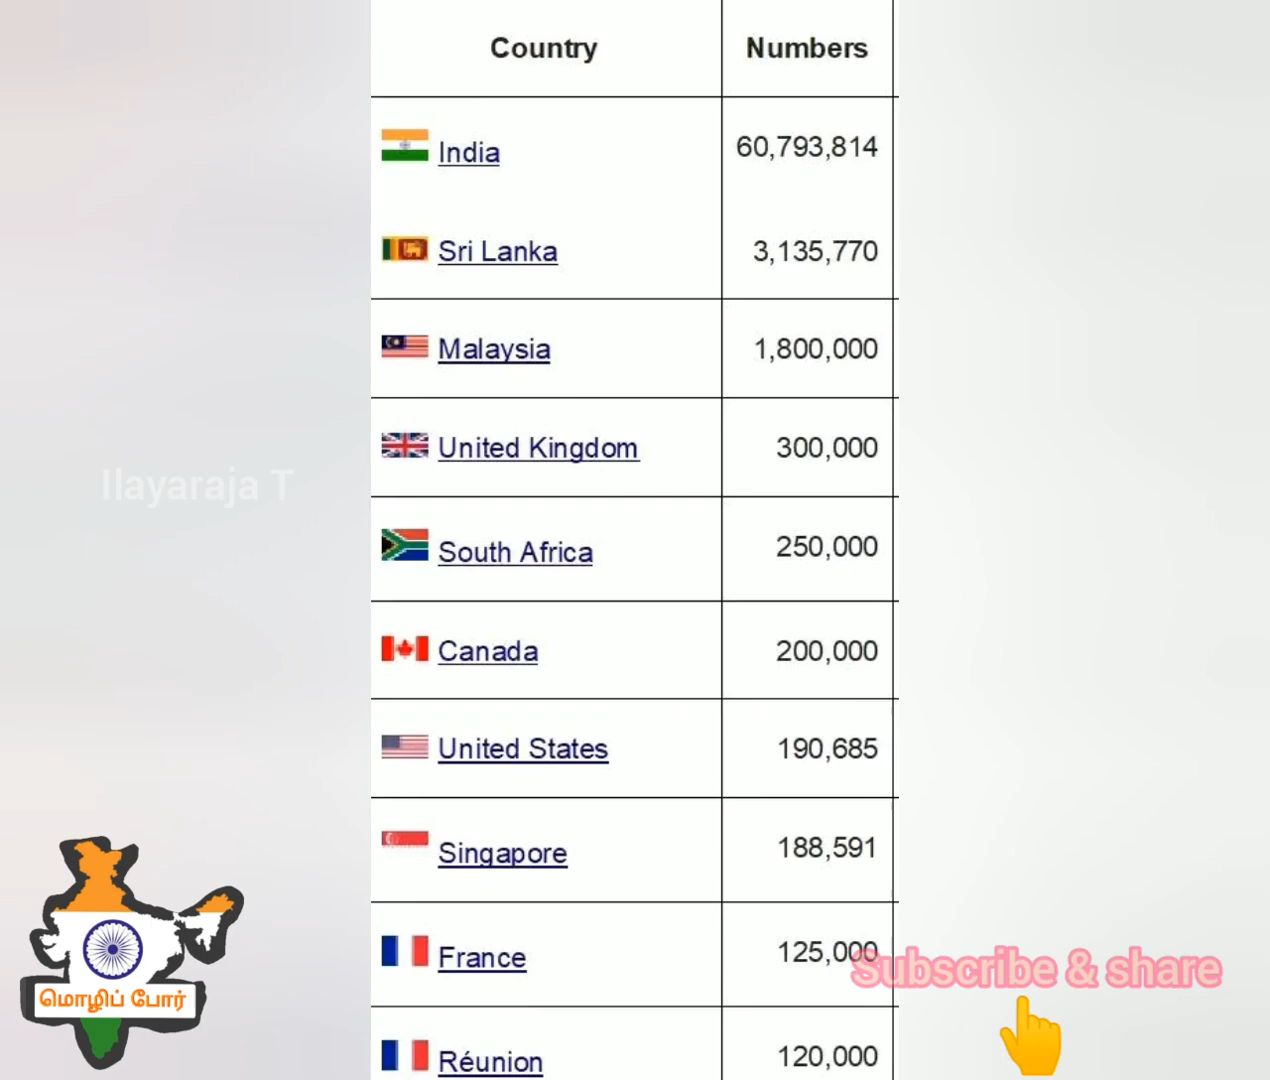 Country Numbers
India 60,793,814
Sri Lanka 3,135,770
Malaysia 1,800,000
United Kingdom 300,000
Ilayaraja T
South Africa 250,000
Canada 200,000
United States 190,685
Singapore 188,591
France 125,000
Subscribe & share
மொழிப் போர்
Réunion 120,000